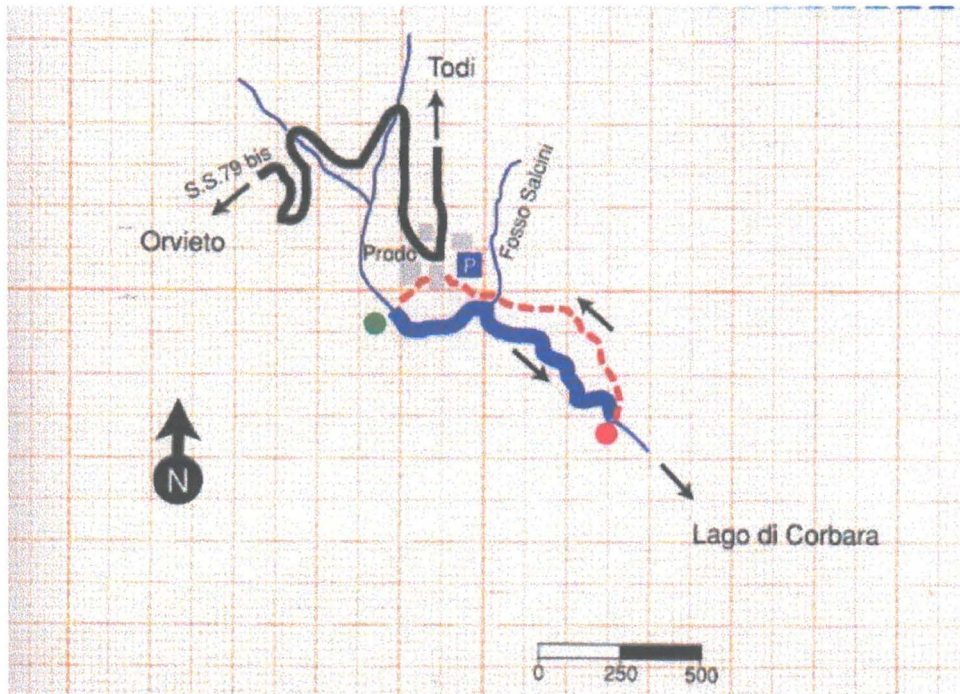 Todi
S.S.79 bis
Fosso Salcini
Orvieto
Prodo
P
N
Lago di Corbara
0 250 500